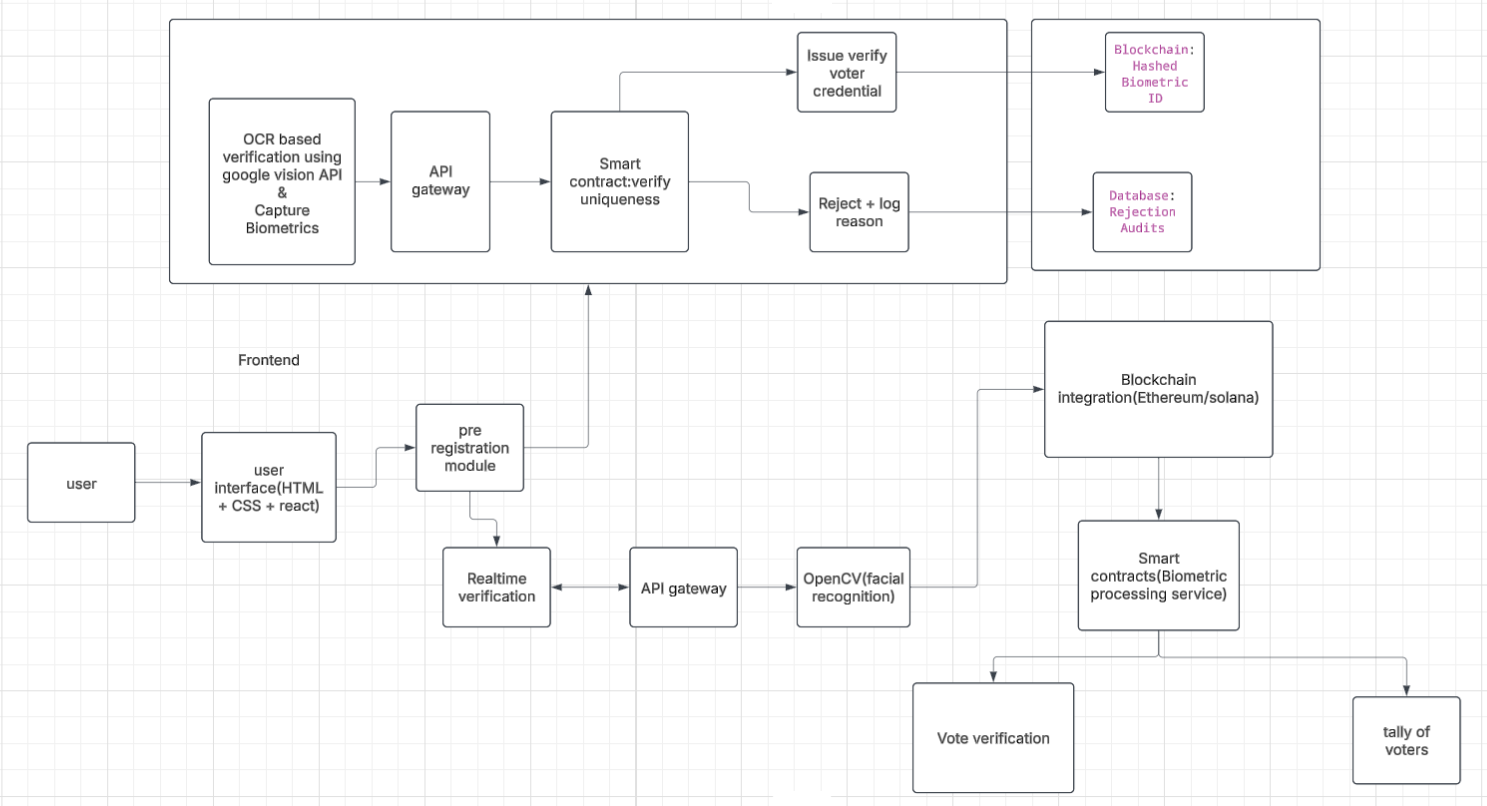 Issue verify
voter
credential
Blockchain:
Hashed
Biometric
ID
OCR based
verification using
google vision API
&
Capture
Biometrics
API
gateway
Smart
contract:verify
uniqueness
Reject + log
reason
Database:
Rejection
Audits
Frontend
Blockchain
integration(Ethereum/solana)
user
user
interface(HTML
+ CSS + react)
pre
registration
module
Realtime
verification
API gateway
OpenCV(facial
recognition)
Smart
contracts(Biometric
processing service)
Vote verification
tally of
voters